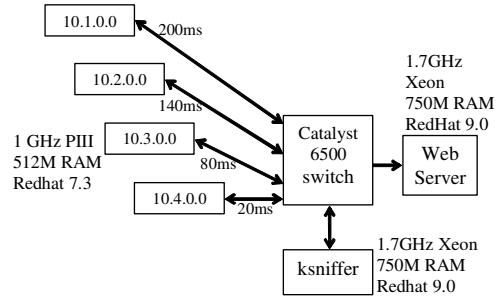 10.1.0.0
200ms
10.2.0.0
140ms
1 GHz PIII
512M RAM
Redhat 7.3
10.3.0.0
80ms
10.4.0.0
20ms
Catalyst
6500
switch
1.7GHz
Xeon
750M RAM
RedHat 9.0
Web
Server
ksniffer
1.7GHz Xeon
750M RAM
Redhat 9.0